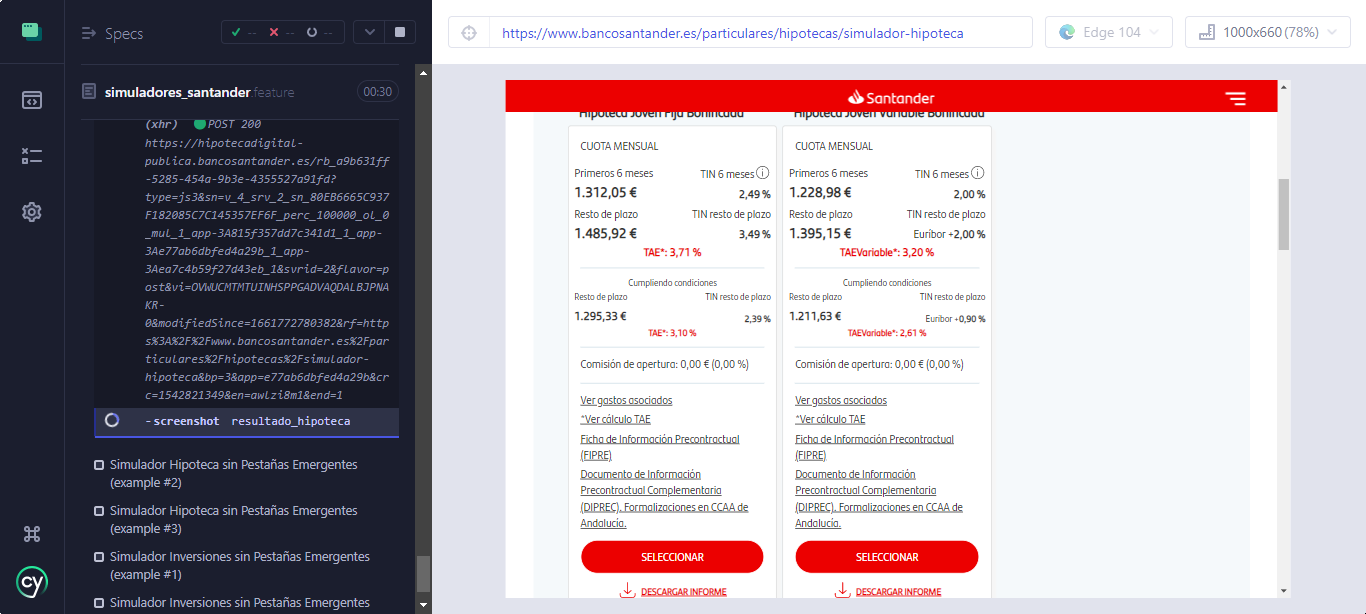 Specs
--
--
--
https://www.bancosantander.es/particulares/hipotecas/simulador-hipoteca
Edge 104
1000x660 (78%)
simuladores_santander.feature
00:30
(xhr) POST 200
https://hipotecadigital-
publica.bancosantander.es/rb_a9b631ff
-5285-454a-9b3e-4355527a91fd?
type=js3&sn=v_4_srv_2_sn_80EB6665C937
F182085C7C145357EF6F_perc_100000_ol_0
_mul_1_app-3A815f357dd7c341d1_1_app-
3Ae77ab6dbfed4a29b_1_app-
3Aea7c4b59f27d43eb_1&svrid=2&flavor=p
ost&vi=OVWUCMTMTUINHSPPGADVAQDALBJPNA
KR-
0&modifiedSince=1661772780382&rf=http
s%3A%2F%2Fwww.bancosantander.es%2Fpar
ticulares%2Fhipotecas%2Fsimulador-
hipoteca&bp=3&app=e77ab6dbfed4a29b&cr
c=1542821349&en=awlzi8m1&end=1
-screenshot resultado_hipoteca
Simulador Hipoteca sin Pestañas Emergentes
(example #2)
Simulador Hipoteca sin Pestañas Emergentes
(example #3)
Simulador Inversiones sin Pestañas Emergentes
(example #1)
Simulador Inversiones sin Pestañas Emergentes
cy
Santander
Hipoteca Joven Fija Bonificada
CUOTA MENSUAL
Primeros 6 meses TIN 6 meses
1.312,05 € 2,49 %
Resto de plazo TIN resto de plazo
1.485,92 € 3,49 %
TAE*: 3,71 %
Cumpliendo condiciones
Resto de plazo TIN resto de plazo
1.295,33 € 2,39 %
TAE*: 3,10 %
Comisión de apertura: 0,00 € (0,00 %)
Ver gastos asociados
*Ver cálculo TAE
Ficha de Información Precontractual
(FIPRE)
Documento de Información
Precontractual Complementaria
(DIPREC). Formalizaciones en CCAA de
Andalucía.
SELECCIONAR
DESCARGAR INFORME
Hipoteca Joven Variable Bonificada
CUOTA MENSUAL
Primeros 6 meses TIN 6 meses
1.228,98 € 2,00 %
Resto de plazo TIN resto de plazo
1.395,15 € Euríbor +2,00 %
TAEVariable*: 3,20 %
Cumpliendo condiciones
Resto de plazo TIN resto de plazo
1.211,63 € Euríbor +0,90 %
TAEVariable*: 2,61 %
Comisión de apertura: 0,00 € (0,00 %)
Ver gastos asociados
*Ver cálculo TAE
Ficha de Información Precontractual
(FIPRE)
Documento de Información
Precontractual Complementaria
(DIPREC). Formalizaciones en CCAA de
Andalucía.
SELECCIONAR
DESCARGAR INFORME